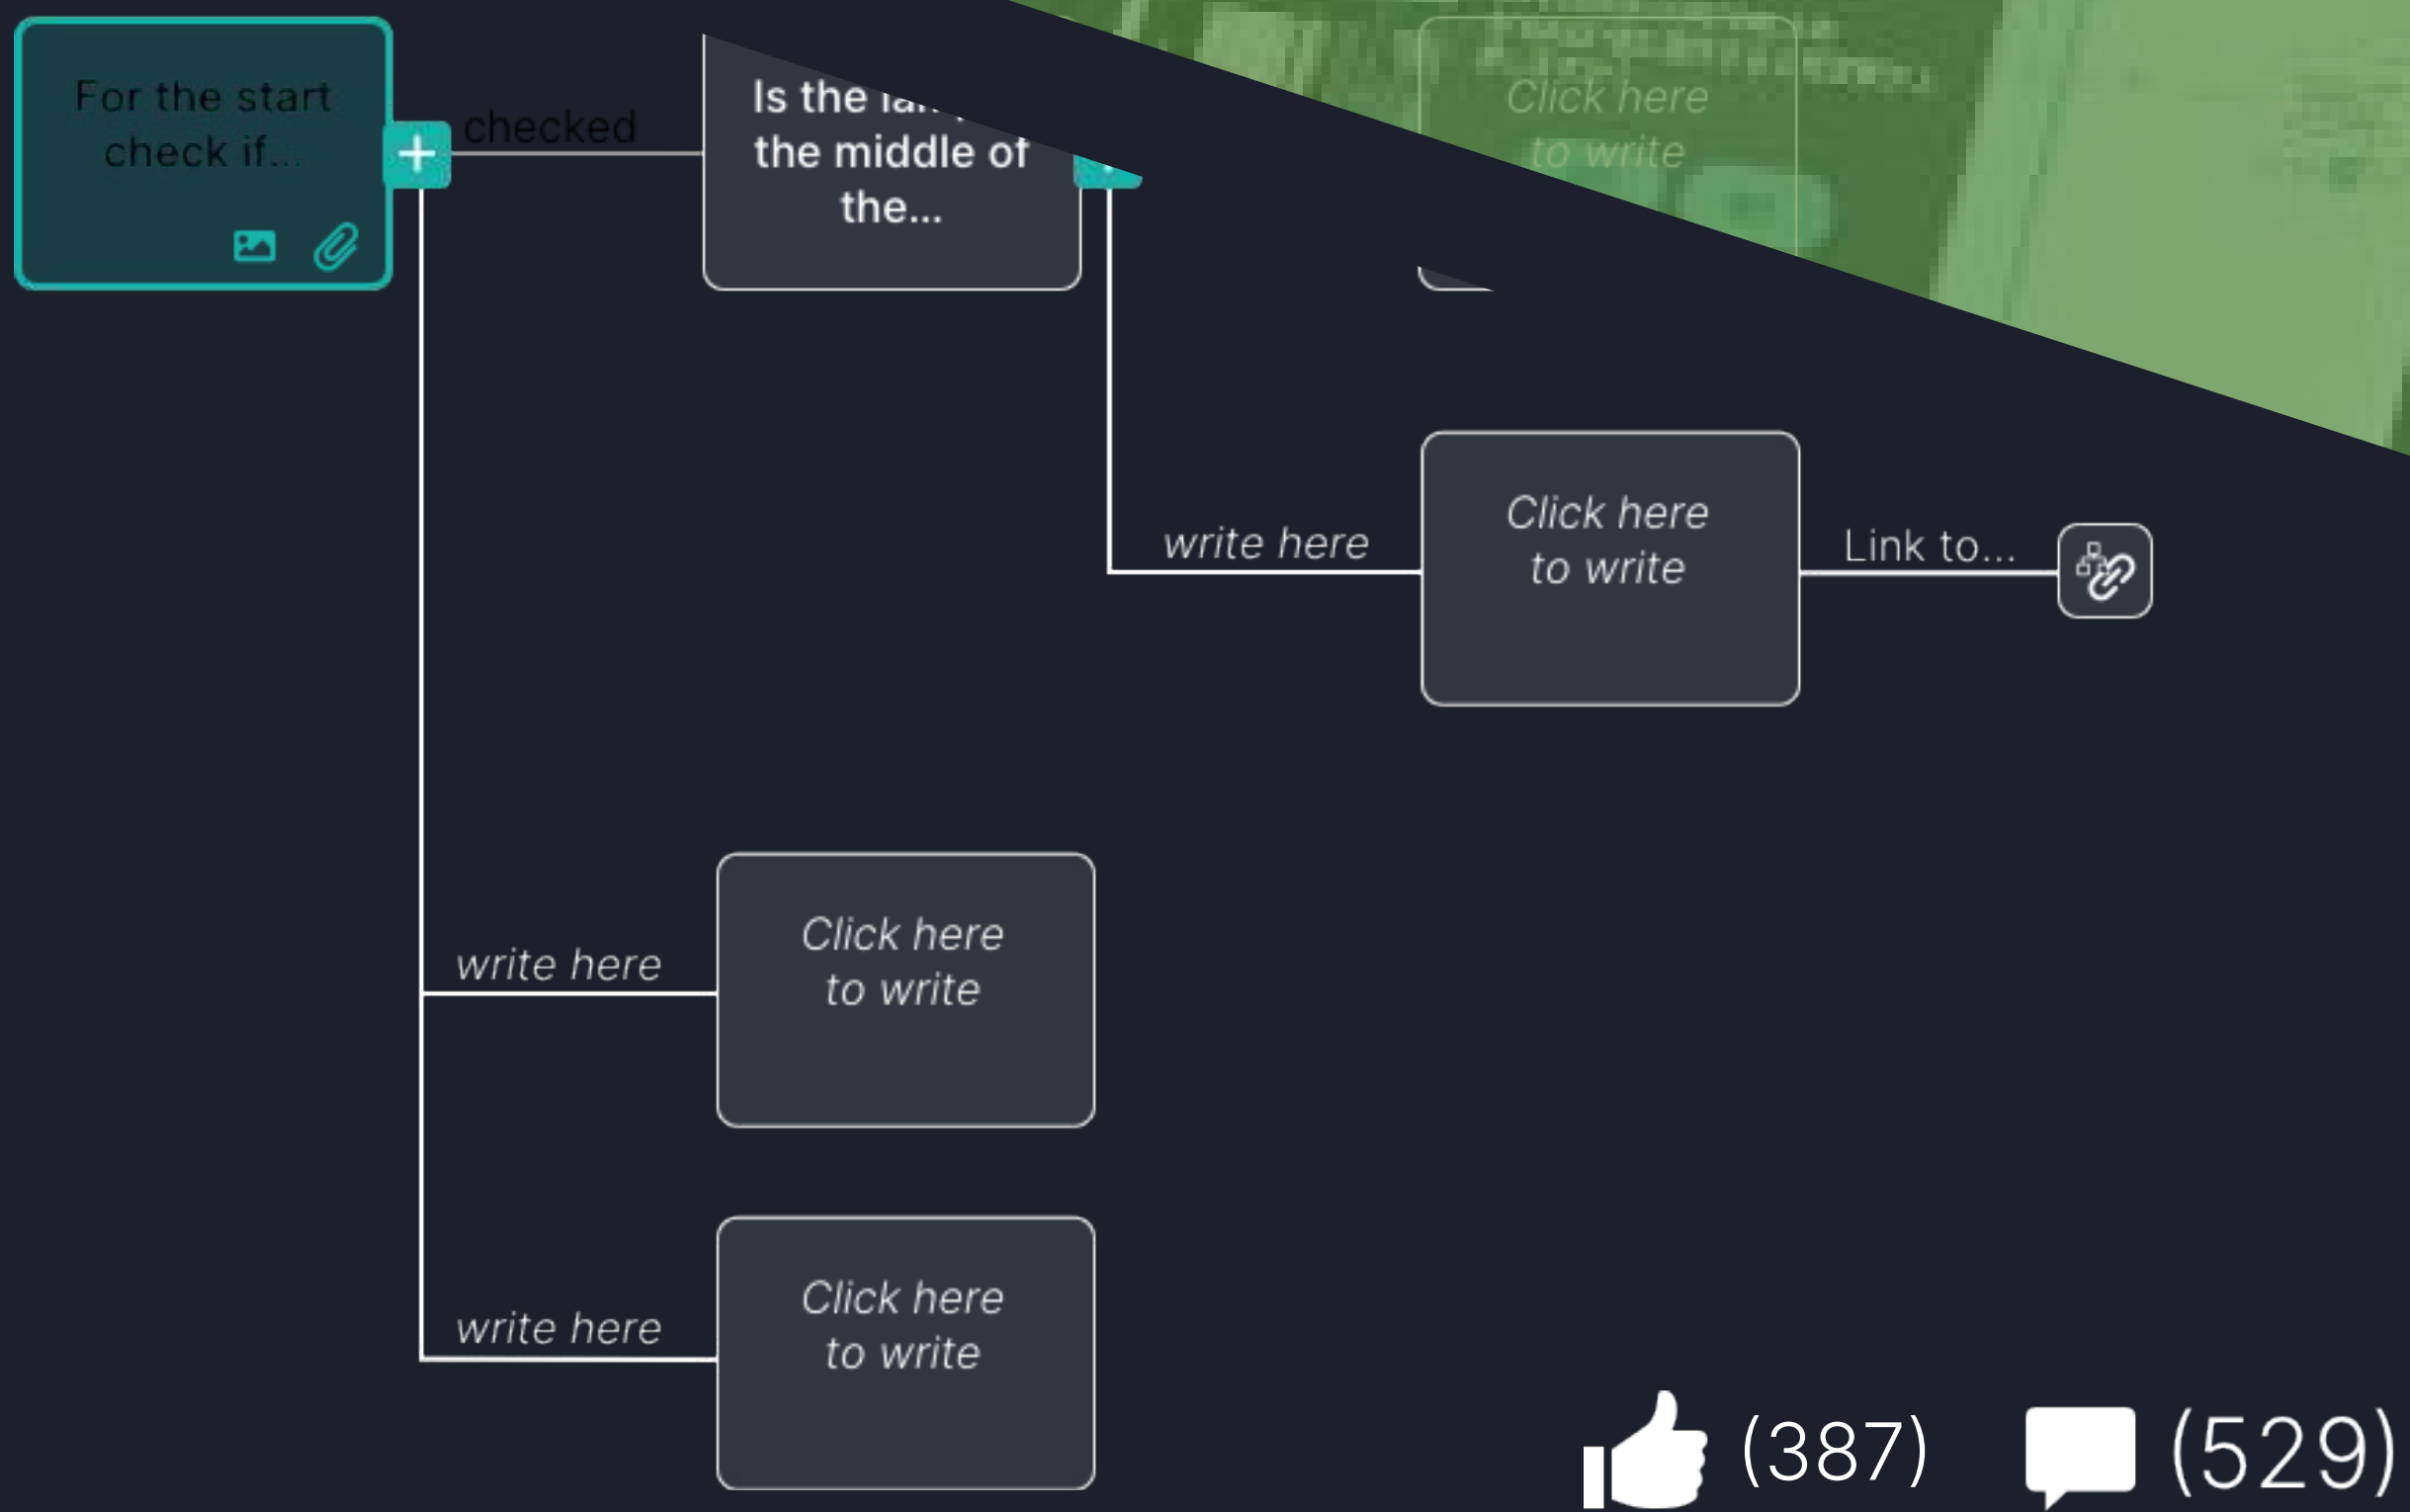 For the start
check if...
checked
Is the
the middle of
the...
Click here
to write
write here
Click here
to write
Link to...
write here
Click here
to write
write here
Click here
to write
(387)
(529)